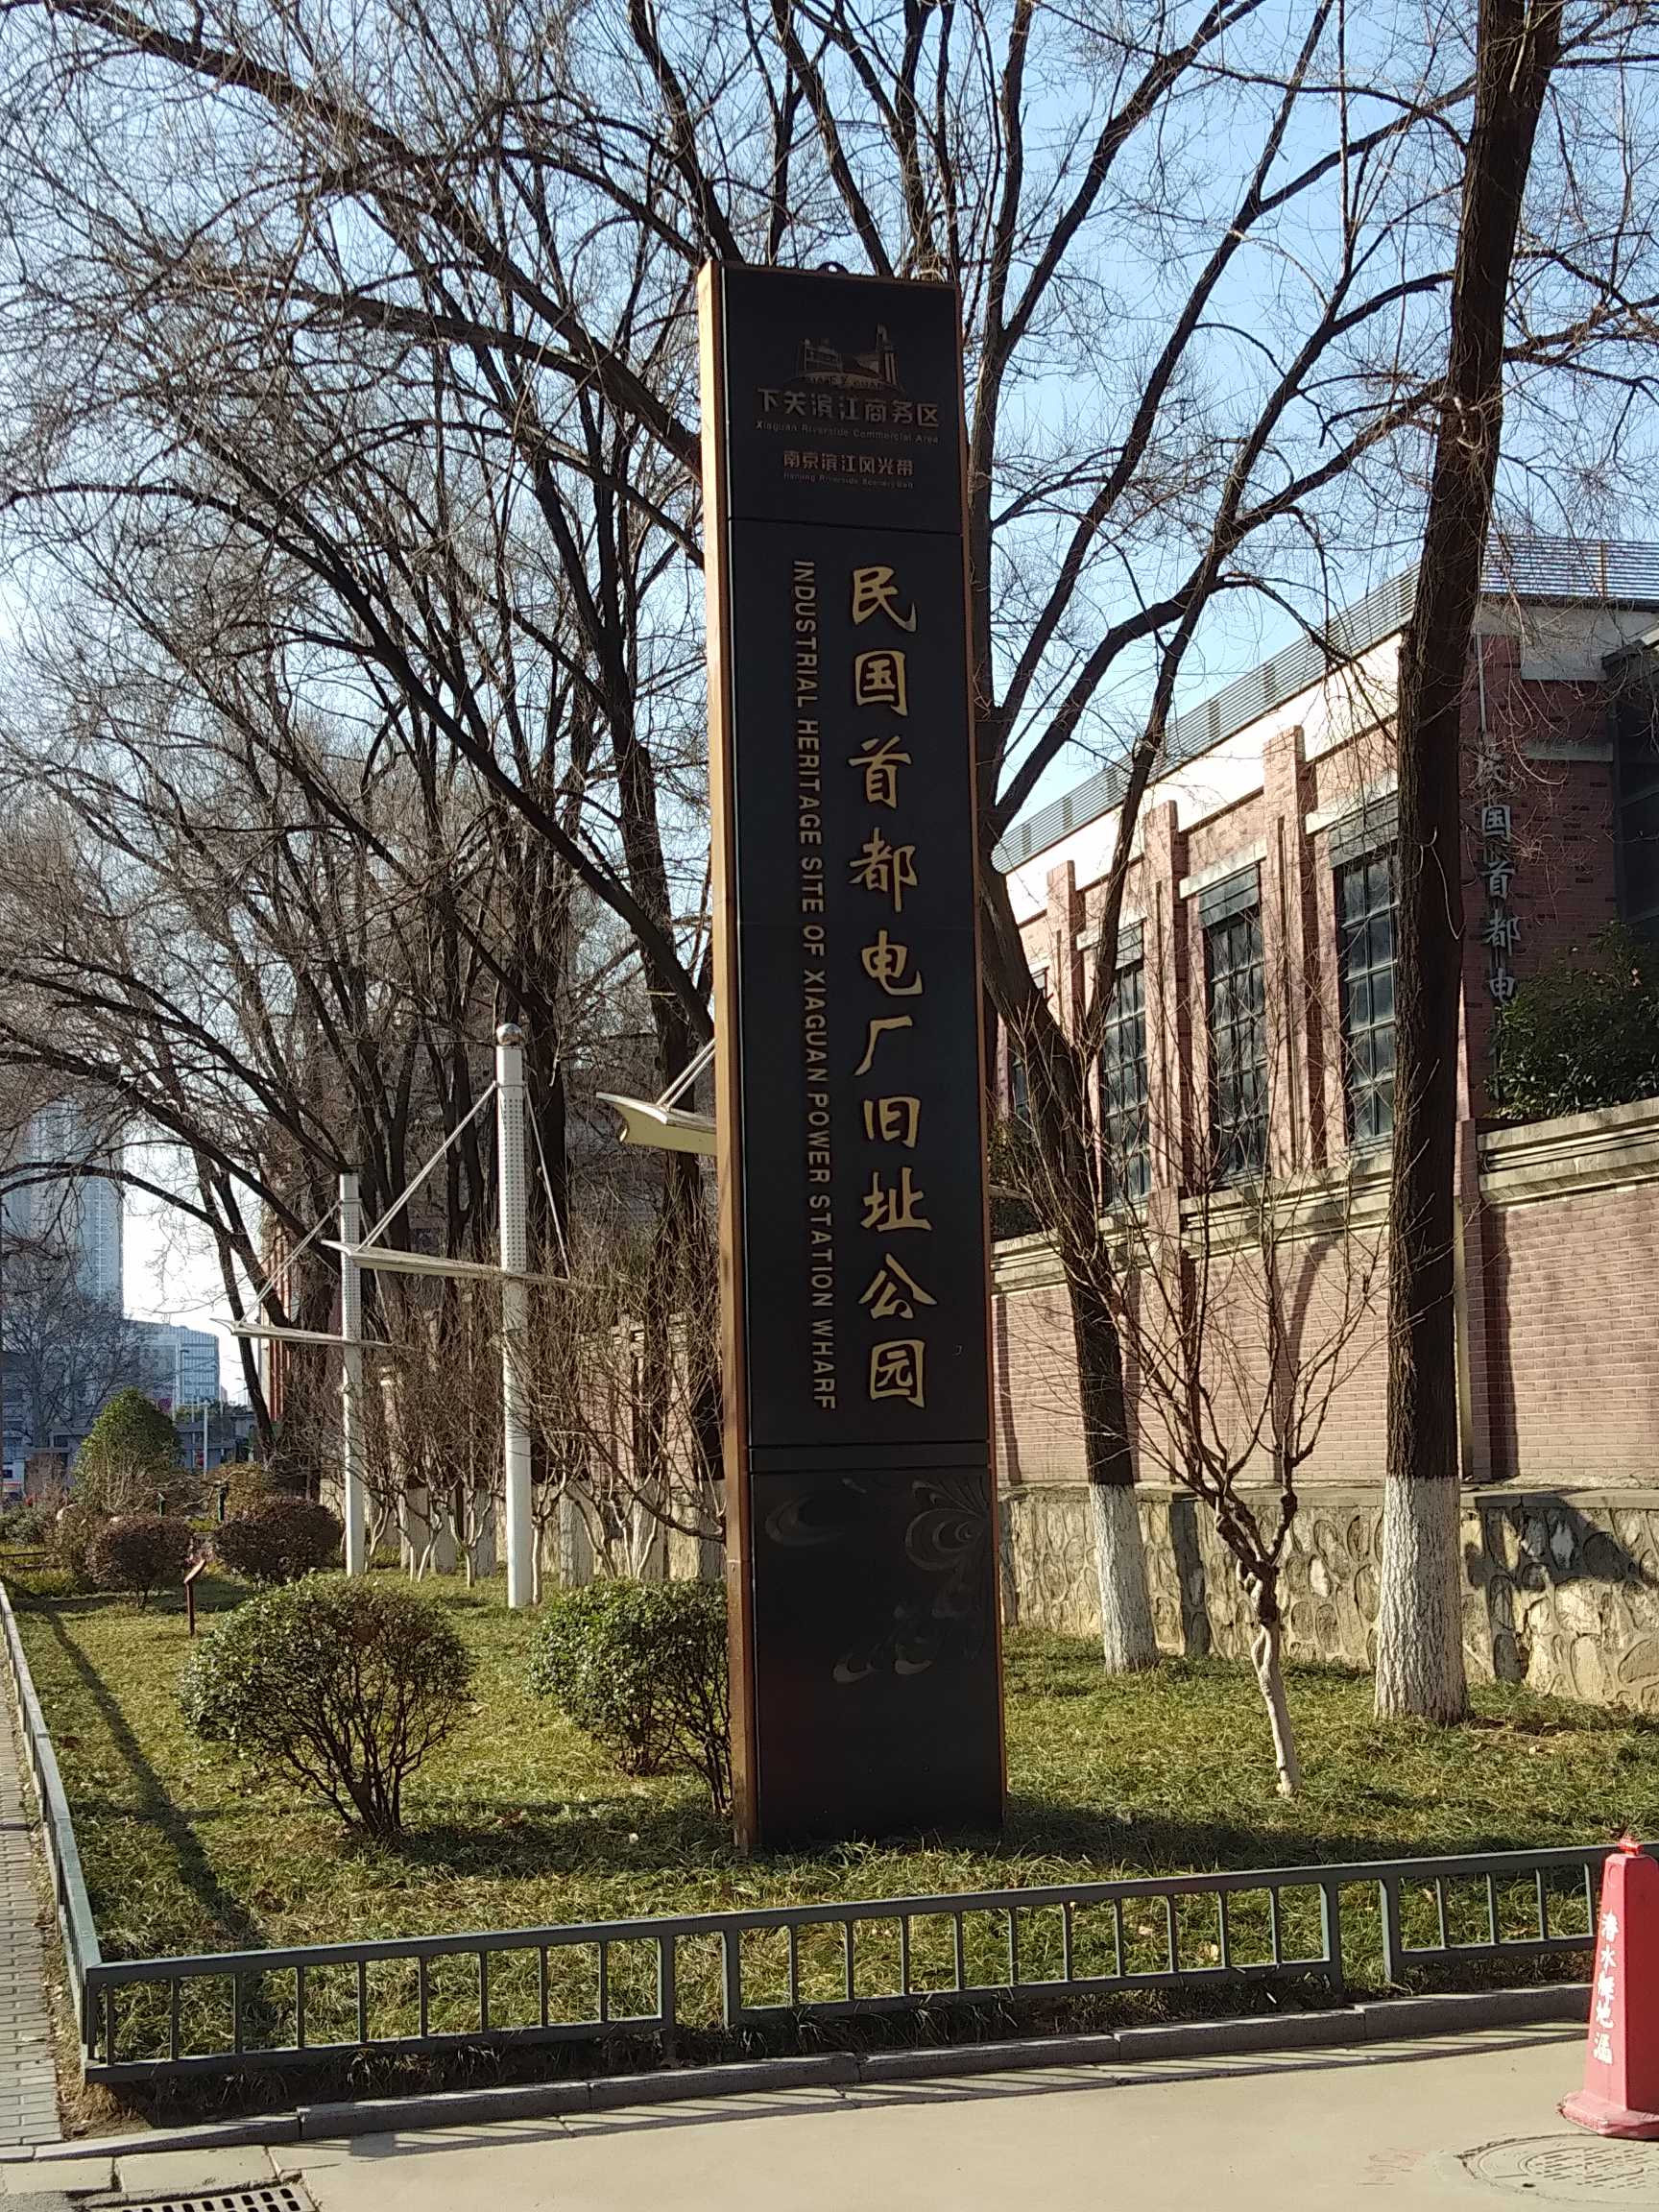 下关滨江商务区
Xiaguan Riverside Commercial Area
南京滨江风光带
民国首都电厂旧址公园
INDUSTRIAL HERITAGE SITE OF XIAGUAN POWER STATION WHARF
国首都电